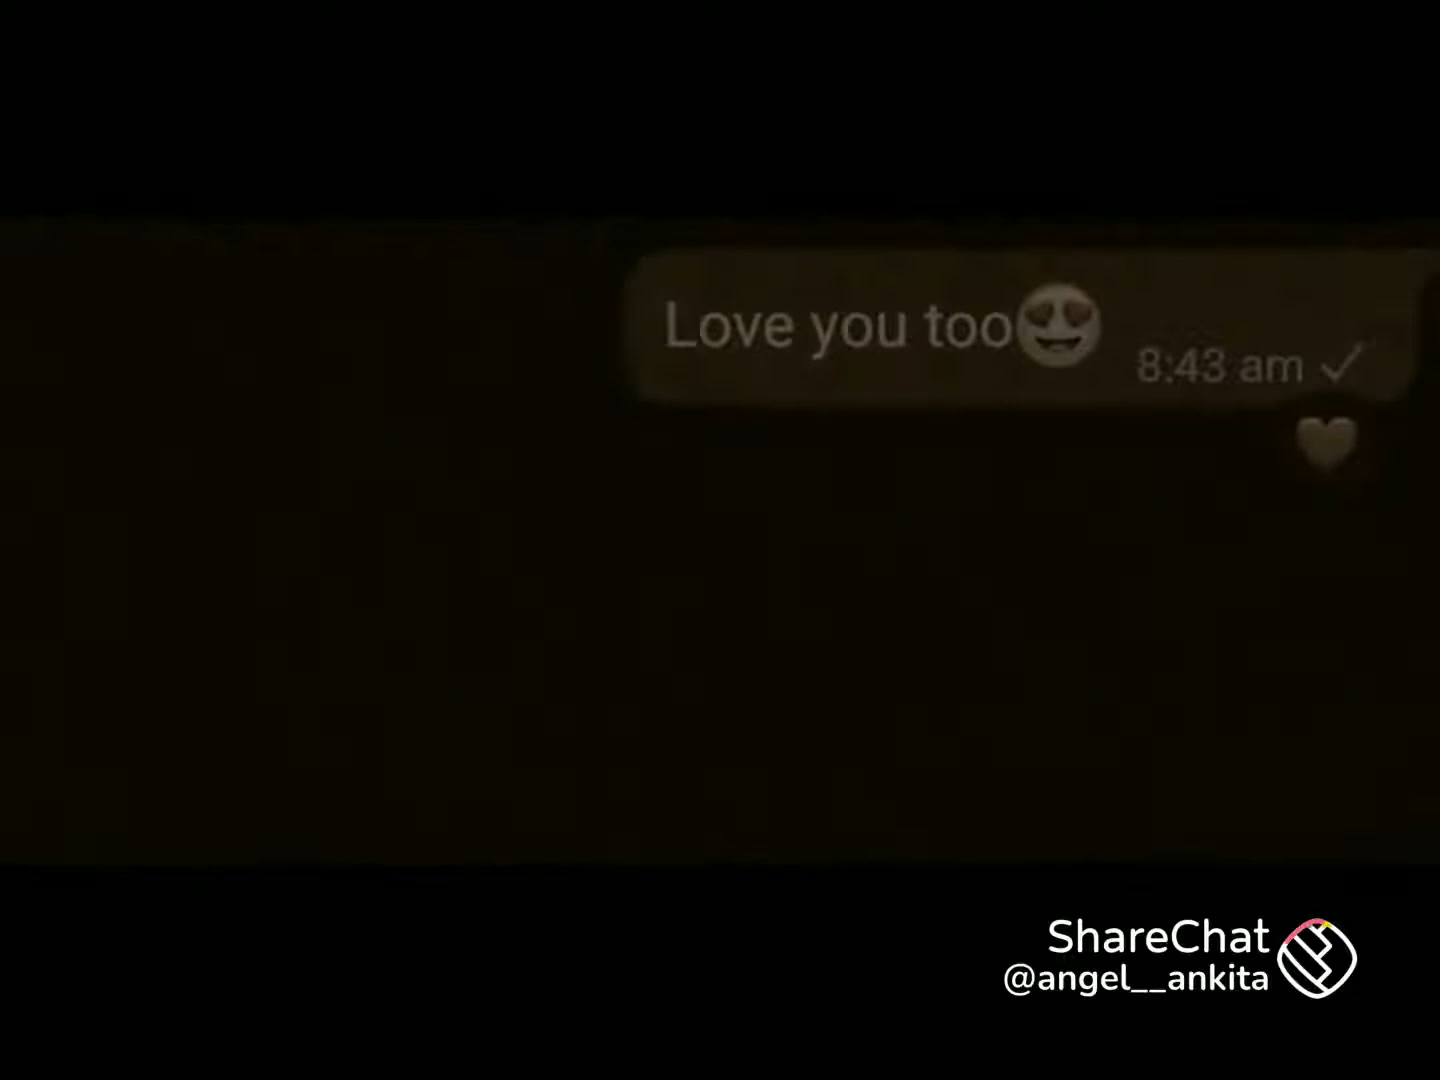 Love you too😍
8:43 am ✓
❤
ShareChat
@angel__ankita